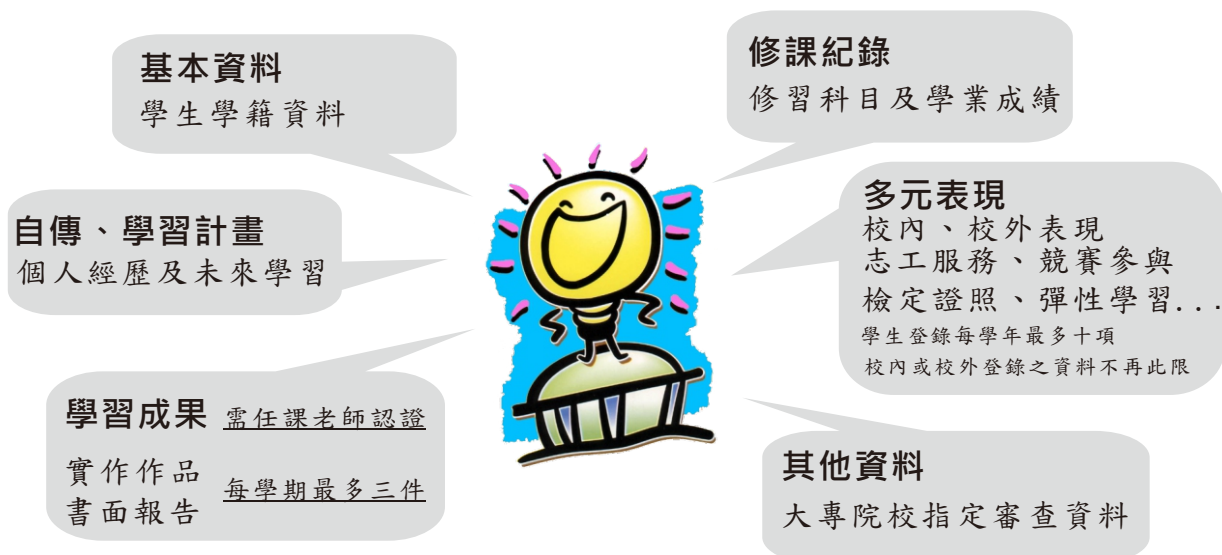 基本資料
學生學籍資料
修課紀錄
修習科目及學業成績
自傳、學習計畫
個人經歷及未來學習
多元表現
校內、校外表現
志工服務、競賽參與
檢定證照、彈性學習...
學生登錄每學年最多十項
校內或校外登錄之資料不再此限
學習成果 需任課老師認證
實作作品
書面報告
每學期最多三件
其他資料
大專院校指定審查資料